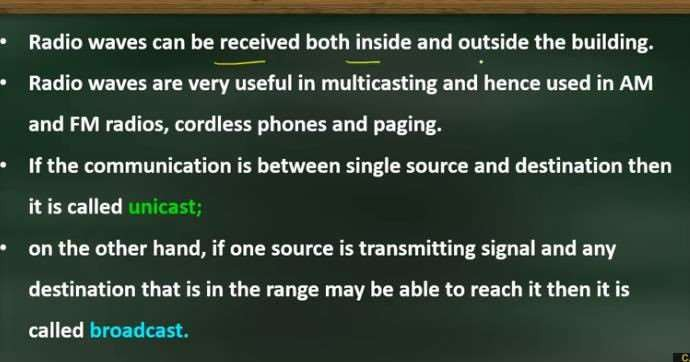 • Radio waves can be received both inside and outside the building.
• Radio waves are very useful in multicasting and hence used in AM
and FM radios, cordless phones and paging.
• If the communication is between single source and destination then
it is called unicast;
• on the other hand, if one source is transmitting signal and any
destination that is in the range may be able to reach it then it is
called broadcast.